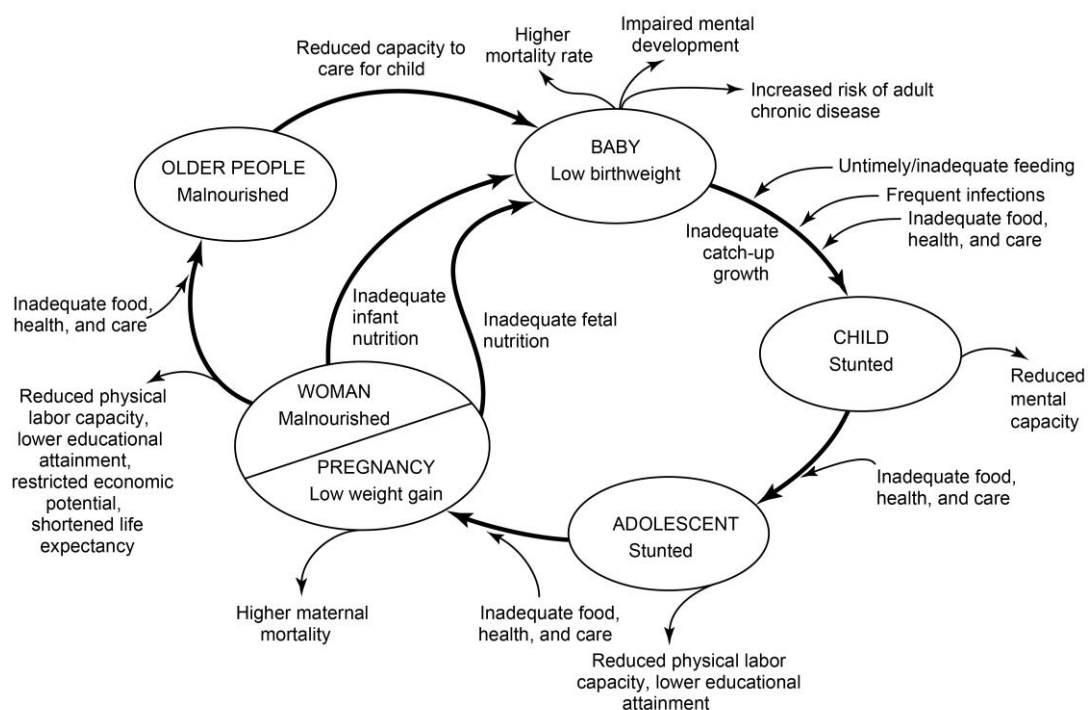 Reduced capacity to
care for child
Higher
mortality rate
Impaired mental
development
Increased risk of adult
chronic disease
OLDER PEOPLE
Malnourished
BABY
Low birthweight
Untimely/inadequate feeding
Frequent infections
Inadequate food,
health, and care
Inadequate
catch-up
growth
Inadequate food,
health, and care
Inadequate
infant
nutrition
Inadequate fetal
nutrition
CHILD
Stunted
Reduced
mental
capacity
Reduced physical
labor capacity,
lower educational
attainment,
restricted economic
potential,
shortened life
expectancy
WOMAN
Malnourished
PREGNANCY
Low weight gain
Inadequate food,
health, and care
ADOLESCENT
Stunted
Higher maternal
mortality
Inadequate food,
health, and care
Reduced physical labor
capacity, lower educational
attainment